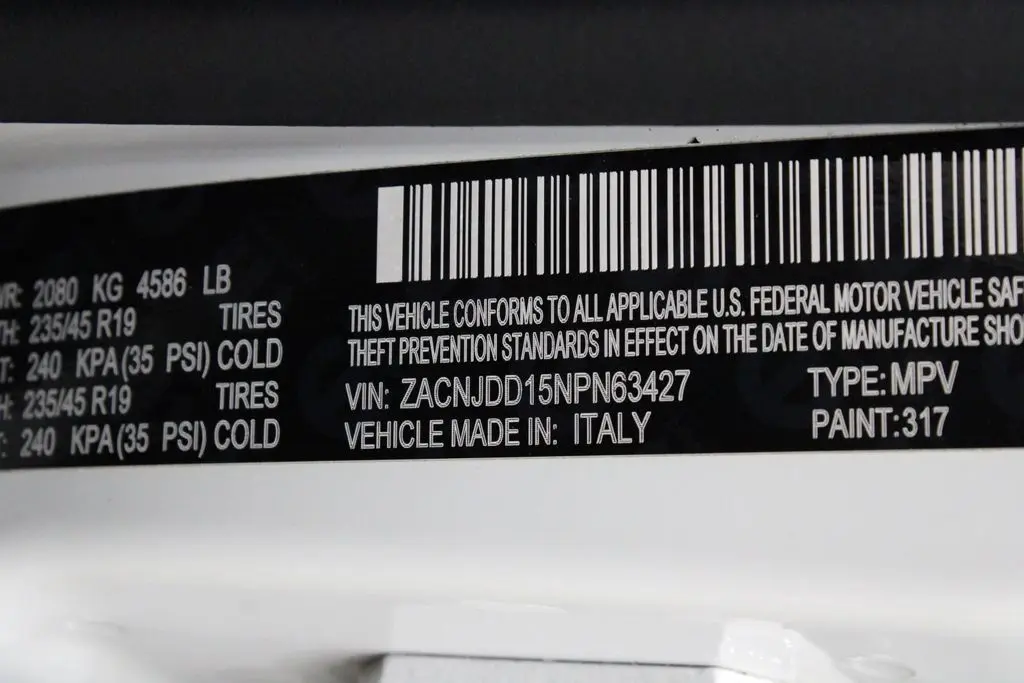 WR: 2080 KG 4586 LB
TH: 235/45 R19 TIRES
T: 240 KPA(35 PSI) COLD
H: 235/45 R19 TIRES
T: 240 KPA(35 PSI) COLD
THIS VEHICLE CONFORMS TO ALL APPLICABLE U.S. FEDERAL MOTOR VEHICLE SAF
THEFT PREVENTION STANDARDS IN EFFECT ON THE DATE OF MANUFACTURE SHO
VIN: ZACNJDD15NPN63427 TYPE: MPV
VEHICLE MADE IN: ITALY PAINT: 317